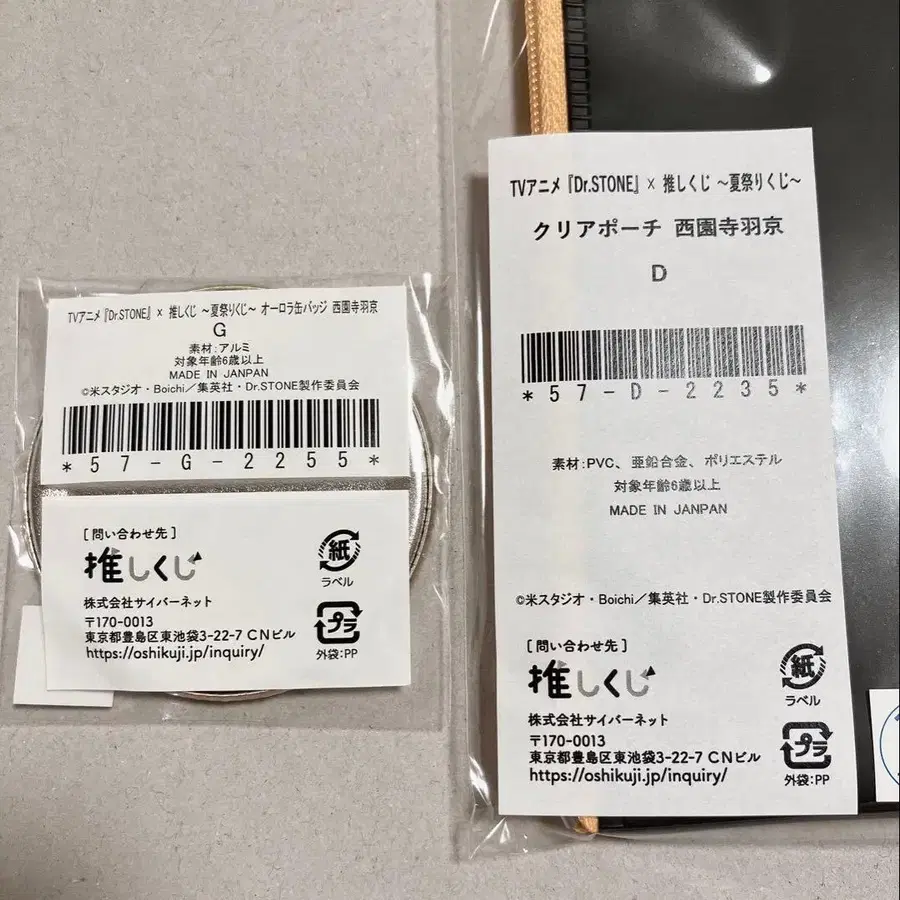 TVアニメ『Dr.STONE』× 推しくじ ～夏祭りくじ～ オーロラ缶バッジ 西園寺羽京
G
素材:アルミ
対象年齢6歳以上
MADE IN JANPAN
©米スタジオ・Boichi／集英社・Dr.STONE製作委員会
*57-G-2255*
[問い合わせ先]
推しくじ
株式会社サイバーネット
〒170-0013
東京都豊島区東池袋3-22-7 CNビル
https://oshikuji.jp/inquiry/
紙
ラベル
プラ
外袋:PP
TVアニメ『Dr.STONE』× 推しくじ ～夏祭りくじ～
クリアポーチ 西園寺羽京
D
*57-D-2235*
素材:PVC、亜鉛合金、ポリエステル
対象年齢6歳以上
MADE IN JANPAN
©米スタジオ・Boichi／集英社・Dr.STONE製作委員会
[問い合わせ先]
推しくじ
株式会社サイバーネット
〒170-0013
東京都豊島区東池袋3-22-7 CNビル
https://oshikuji.jp/inquiry/
紙
ラベル
プラ
外袋:PP